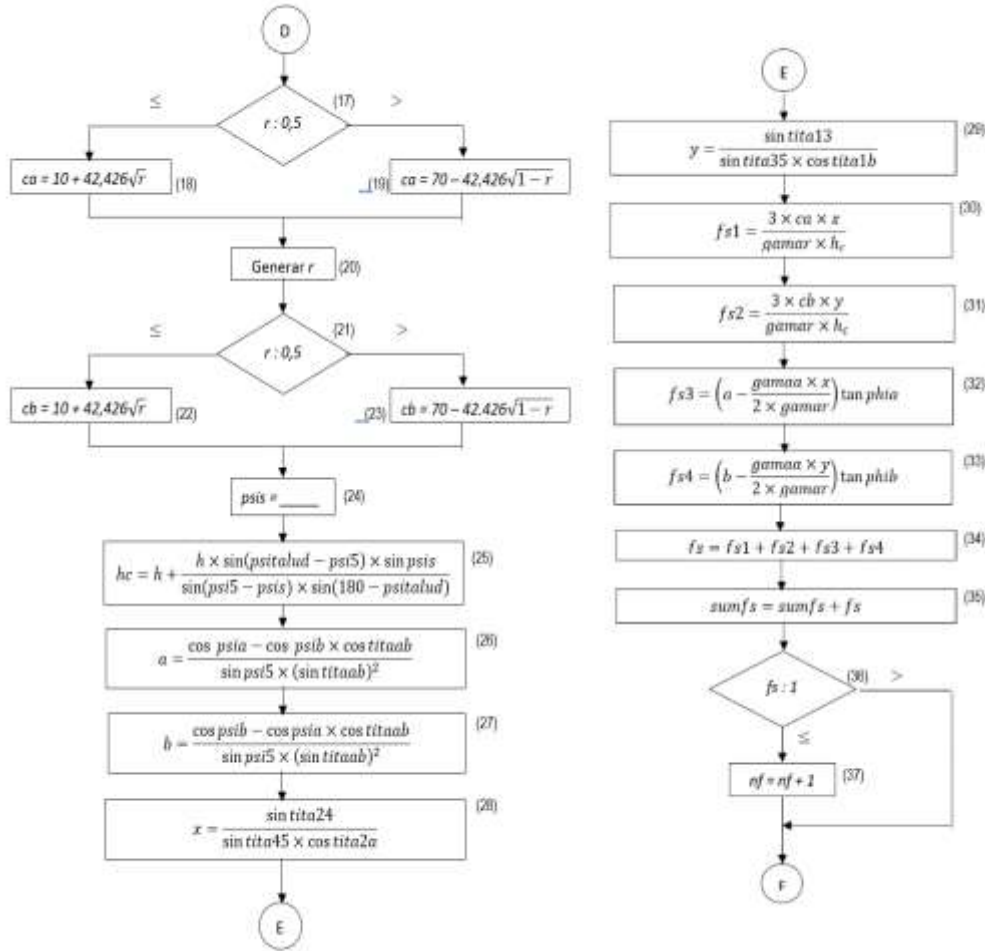 D
≤
(17)
>
r : 0,5
ca = 10 + 42,426√r
(18)
(19)
ca = 70 – 42,426√1 – r
Generar r
(20)
≤
(21)
>
r : 0,5
cb = 10 + 42,426√r
(22)
(23)
cb = 70 – 42,426√1 – r
psis = _____
(24)
hc = h + h × sin(psitalud − psi5) × sin psis / sin(psi5 − psis) × sin(180 − psitalud)
(25)
a = cos psia − cos psib × cos titaab / sin psi5 × (sin titaab)²
(26)
b = cos psib − cos psia × cos titaab / sin psi5 × (sin titaab)²
(27)
x = sin tita24 / sin tita45 × cos tita2a
(28)
E
E
y = sin tita13 / sin tita35 × cos tita1b
(29)
fs1 = 3 × ca × x / gamar × hc
(30)
fs2 = 3 × cb × y / gamar × hc
(31)
fs3 = (a − gamaa × x / 2 × gamar) tan phia
(32)
fs4 = (b − gamaa × y / 2 × gamar) tan phib
(33)
fs = fs1 + fs2 + fs3 + fs4
(34)
sumfs = sumfs + fs
(35)
(36)
>
fs : 1
≤
nf = nf + 1
(37)
F